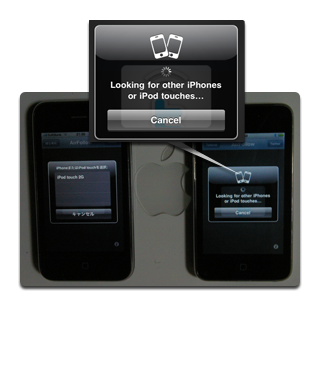 Looking for other iPhones
or iPod touches...
Cancel
iPod touch 2G
キャンセル
Looking for other iPhones
or iPod touches...
Cancel